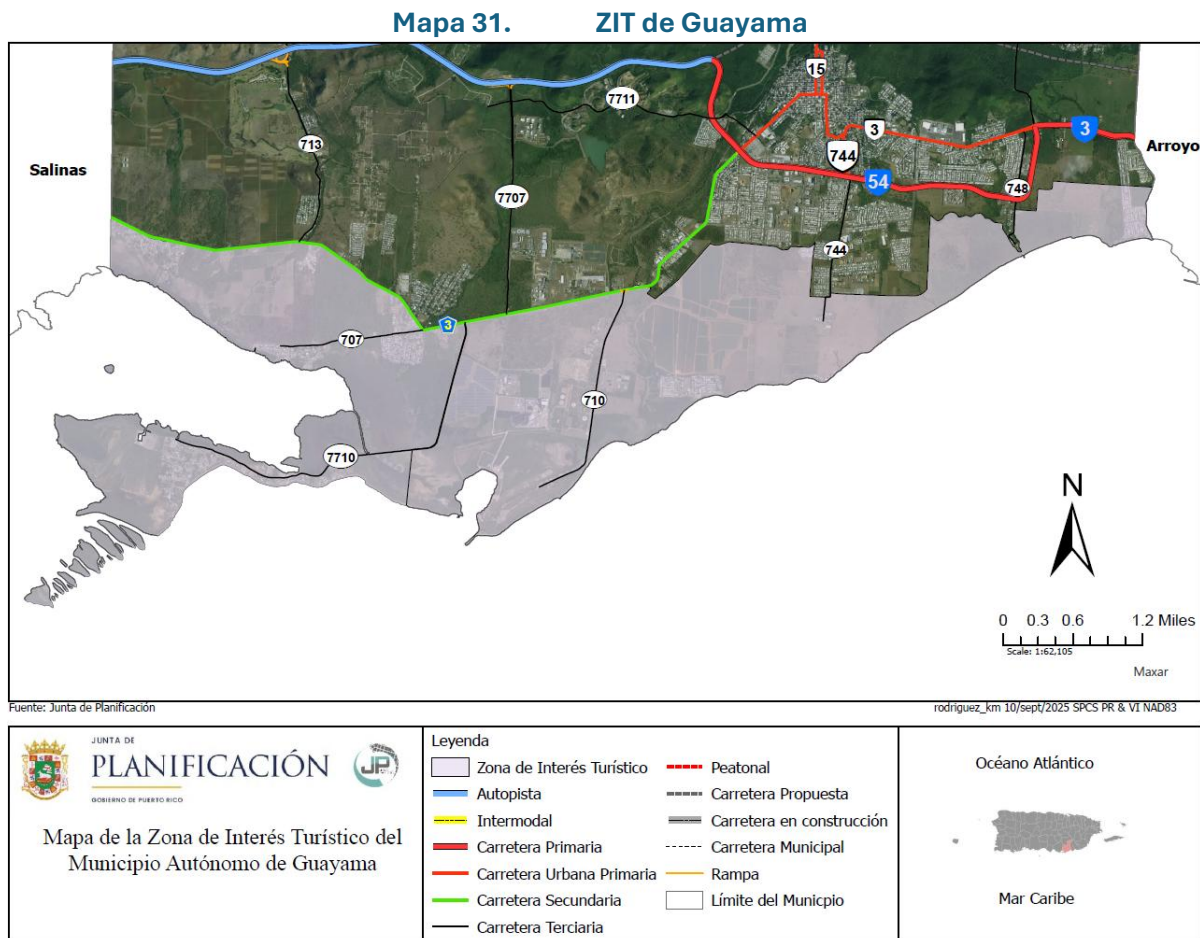 Mapa 31. ZIT de Guayama
15
7711
3
3
713
Arroyo
744
Salinas
54
7707
748
744
3
707
710
7710
N
0 0.3 0.6 1.2 Miles
Scale: 1:62,105
Maxar
Fuente: Junta de Planificación
rodriguez_km 10/sept/2025 SPCS PR & VI NAD83
JUNTA DE
PLANIFICACIÓN
GOBIERNO DE PUERTO RICO
JP
Mapa de la Zona de Interés Turístico del
Municipio Autónomo de Guayama
Leyenda
Zona de Interés Turístico
Autopista
Intermodal
Carretera Primaria
Carretera Urbana Primaria
Carretera Secundaria
Carretera Terciaria
Peatonal
Carretera Propuesta
Carretera en construcción
Carretera Municipal
Rampa
Límite del Municpio
Océano Atlántico
Mar Caribe